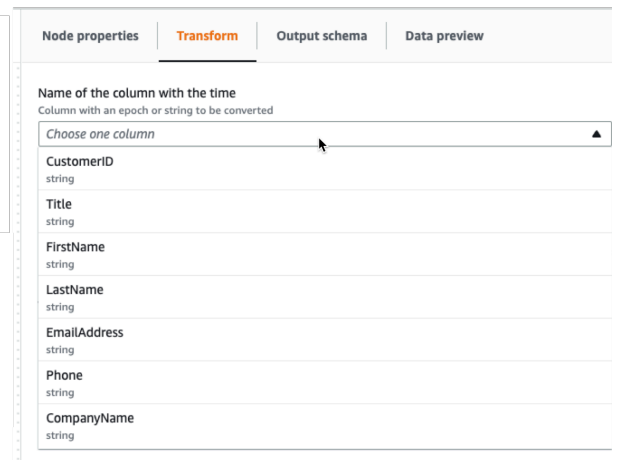 Node properties
Transform
Output schema
Data preview
Name of the column with the time
Column with an epoch or string to be converted
Choose one column
CustomerID
string
Title
string
FirstName
string
LastName
string
EmailAddress
string
Phone
string
CompanyName
string